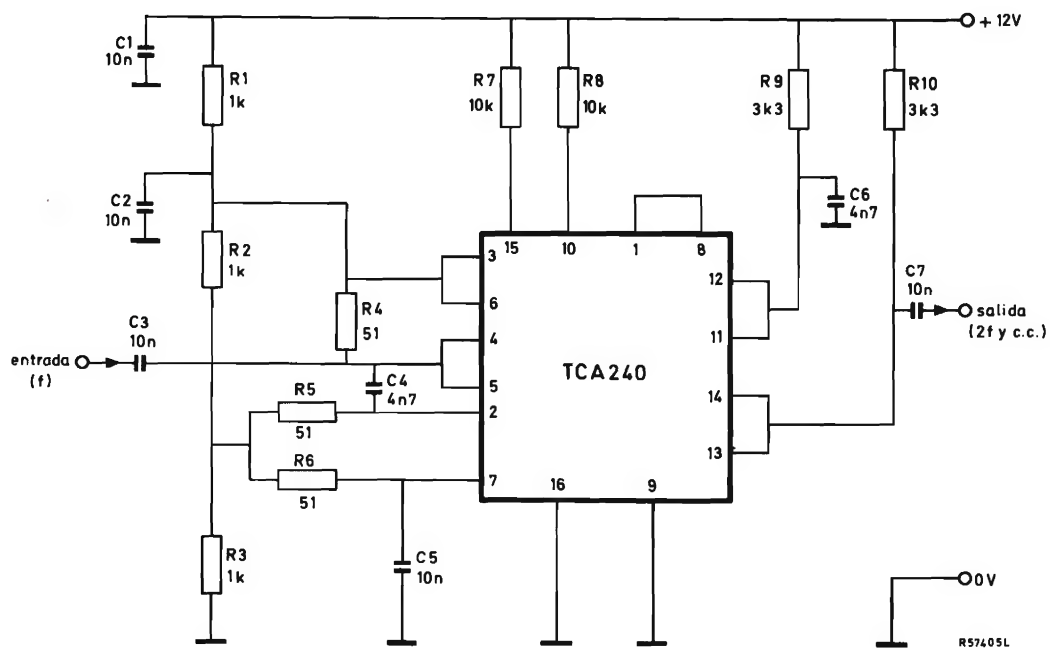 + 12V
C1
10n
R1
1k
R7
10k
R8
10k
R9
3k3
R10
3k3
C2
10n
C6
4n7
R2
1k
15
10
1
8
3
6
4
5
2
7
16
9
12
11
14
13
TCA240
R4
51
C3
10n
entrada
(f)
C4
4n7
R5
51
R6
51
C7
10n
salida
(2f y c.c.)
R3
1k
C5
10n
0V
R57405L